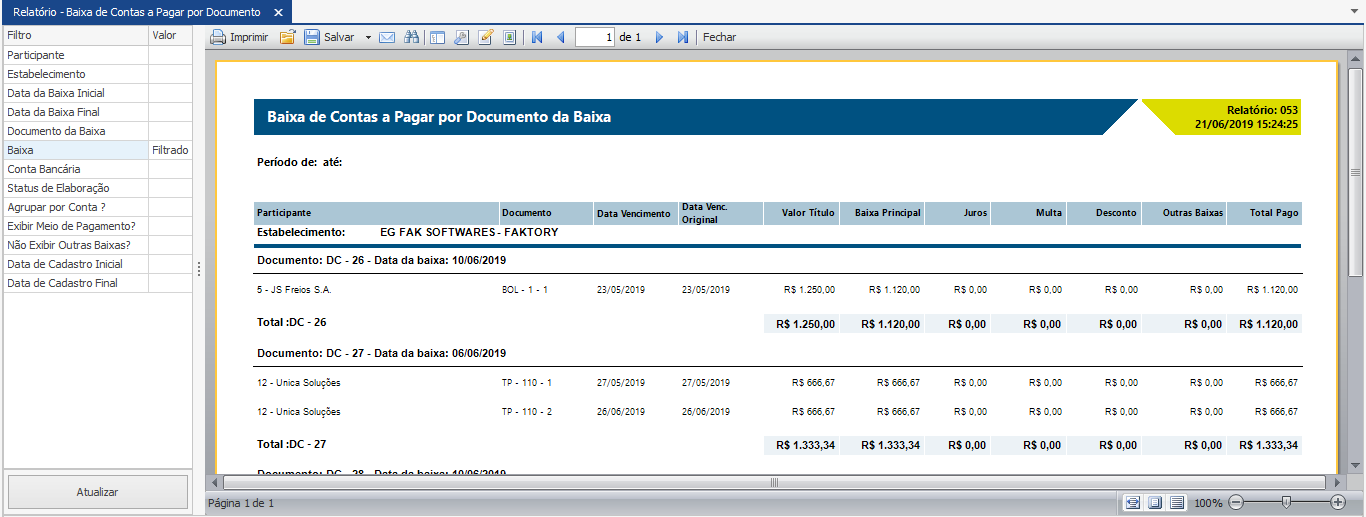 Relatório - Baixa de Contas a Pagar por Documento
Filtro Valor
Participante
Estabelecimento
Data da Baixa Inicial
Data da Baixa Final
Documento da Baixa
Baixa Filtrado
Conta Bancária
Status de Elaboração
Agrupar por Conta ?
Exibir Meio de Pagamento?
Não Exibir Outras Baixas?
Data de Cadastro Inicial
Data de Cadastro Final
Atualizar
Imprimir Salvar 1 de 1 Fechar
Baixa de Contas a Pagar por Documento da Baixa
Relatório: 053
21/06/2019 15:24:25
Período de: até:
Participante Documento Data Vencimento Data Venc. Original Valor Título Baixa Principal Juros Multa Desconto Outras Baixas Total Pago
Estabelecimento: EG FAK SOFTWARES - FAKTORY
Documento: DC - 26 - Data da baixa: 10/06/2019
5 - JS Freios S.A. BOL - 1 - 1 23/05/2019 23/05/2019 R$ 1.250,00 R$ 1.120,00 R$ 0,00 R$ 0,00 R$ 0,00 R$ 0,00 R$ 1.120,00
Total :DC - 26 R$ 1.250,00 R$ 1.120,00 R$ 0,00 R$ 0,00 R$ 0,00 R$ 0,00 R$ 1.120,00
Documento: DC - 27 - Data da baixa: 06/06/2019
12 - Unica Soluções TP - 110 - 1 27/05/2019 27/05/2019 R$ 666,67 R$ 666,67 R$ 0,00 R$ 0,00 R$ 0,00 R$ 0,00 R$ 666,67
12 - Unica Soluções TP - 110 - 2 26/06/2019 26/06/2019 R$ 666,67 R$ 666,67 R$ 0,00 R$ 0,00 R$ 0,00 R$ 0,00 R$ 666,67
Total :DC - 27 R$ 1.333,34 R$ 1.333,34 R$ 0,00 R$ 0,00 R$ 0,00 R$ 0,00 R$ 1.333,34
Documento: DC - 28 - Data da baixa: 10/06/2019
Página 1 de 1 100%